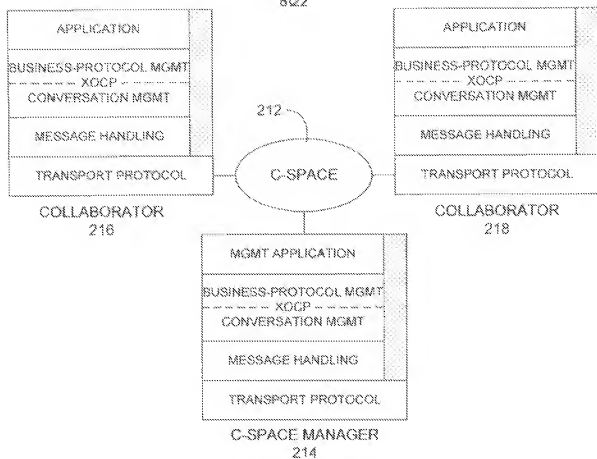 822
APPLICATION
BUSINESS-PROTOCOL MGMT
XOCP
CONVERSATION MGMT
MESSAGE HANDLING
TRANSPORT PROTOCOL
COLLABORATOR
216
212
C-SPACE
APPLICATION
BUSINESS-PROTOCOL MGMT
XOCP
CONVERSATION MGMT
MESSAGE HANDLING
TRANSPORT PROTOCOL
COLLABORATOR
218
MGMT APPLICATION
BUSINESS-PROTOCOL MGMT
XOCP
CONVERSATION MGMT
MESSAGE HANDLING
TRANSPORT PROTOCOL
C-SPACE MANAGER
214